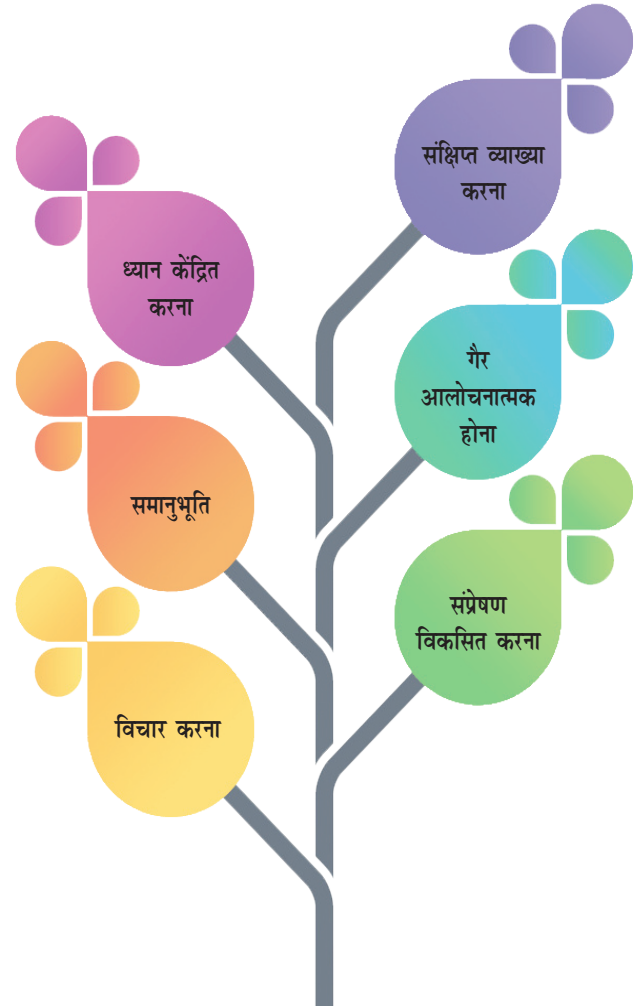 संक्षिप्त व्याख्या
करना
ध्यान केंद्रित
करना
गैर
आलोचनात्मक
होना
समानुभूति
संप्रेषण
विकसित करना
विचार करना